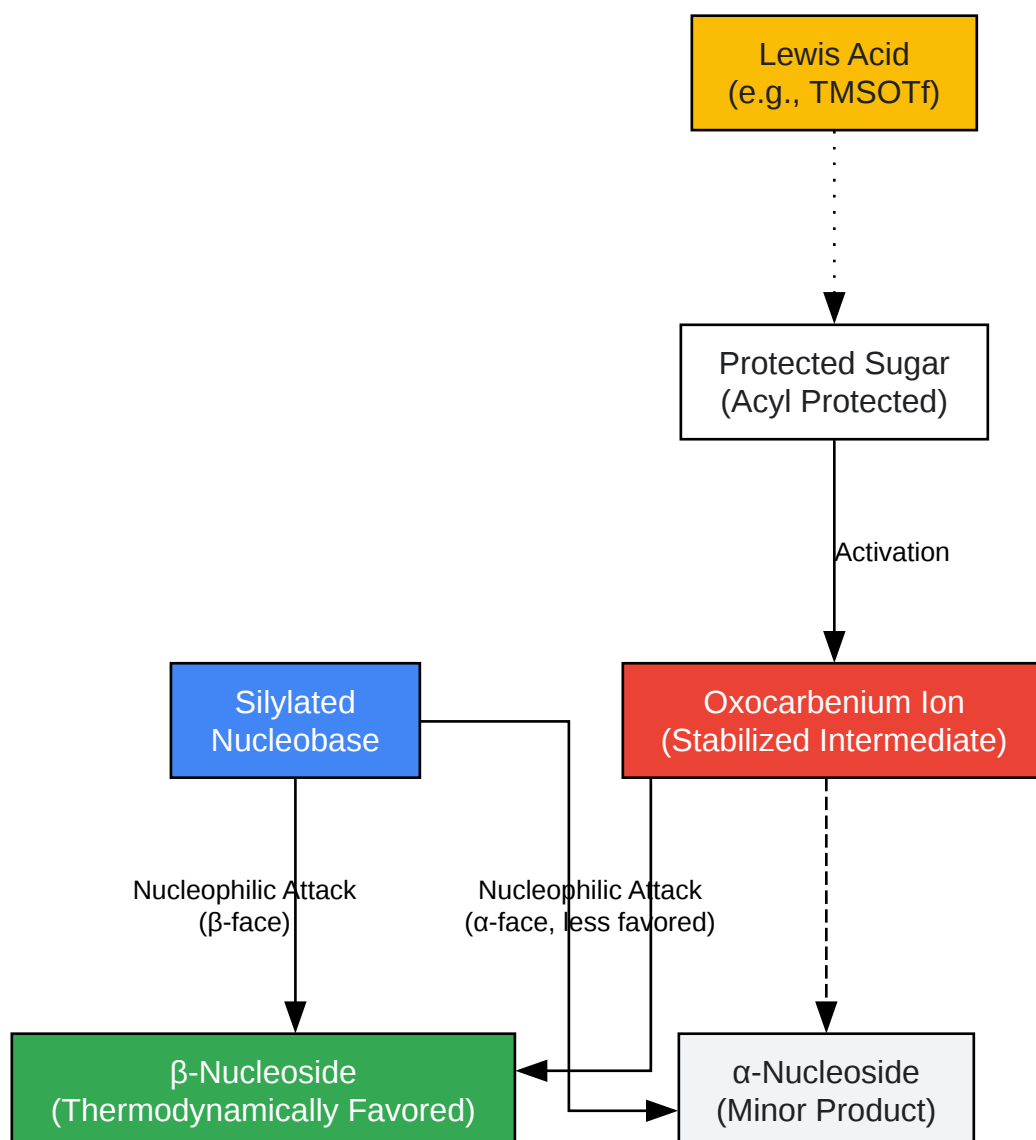 Lewis Acid
(e.g., TMSOTf)
Protected Sugar
(Acyl Protected)
Activation
Silylated
Nucleobase
Oxocarbenium Ion
(Stabilized Intermediate)
Nucleophilic Attack
(β-face)
Nucleophilic Attack
(α-face, less favored)
β-Nucleoside
(Thermodynamically Favored)
α-Nucleoside
(Minor Product)